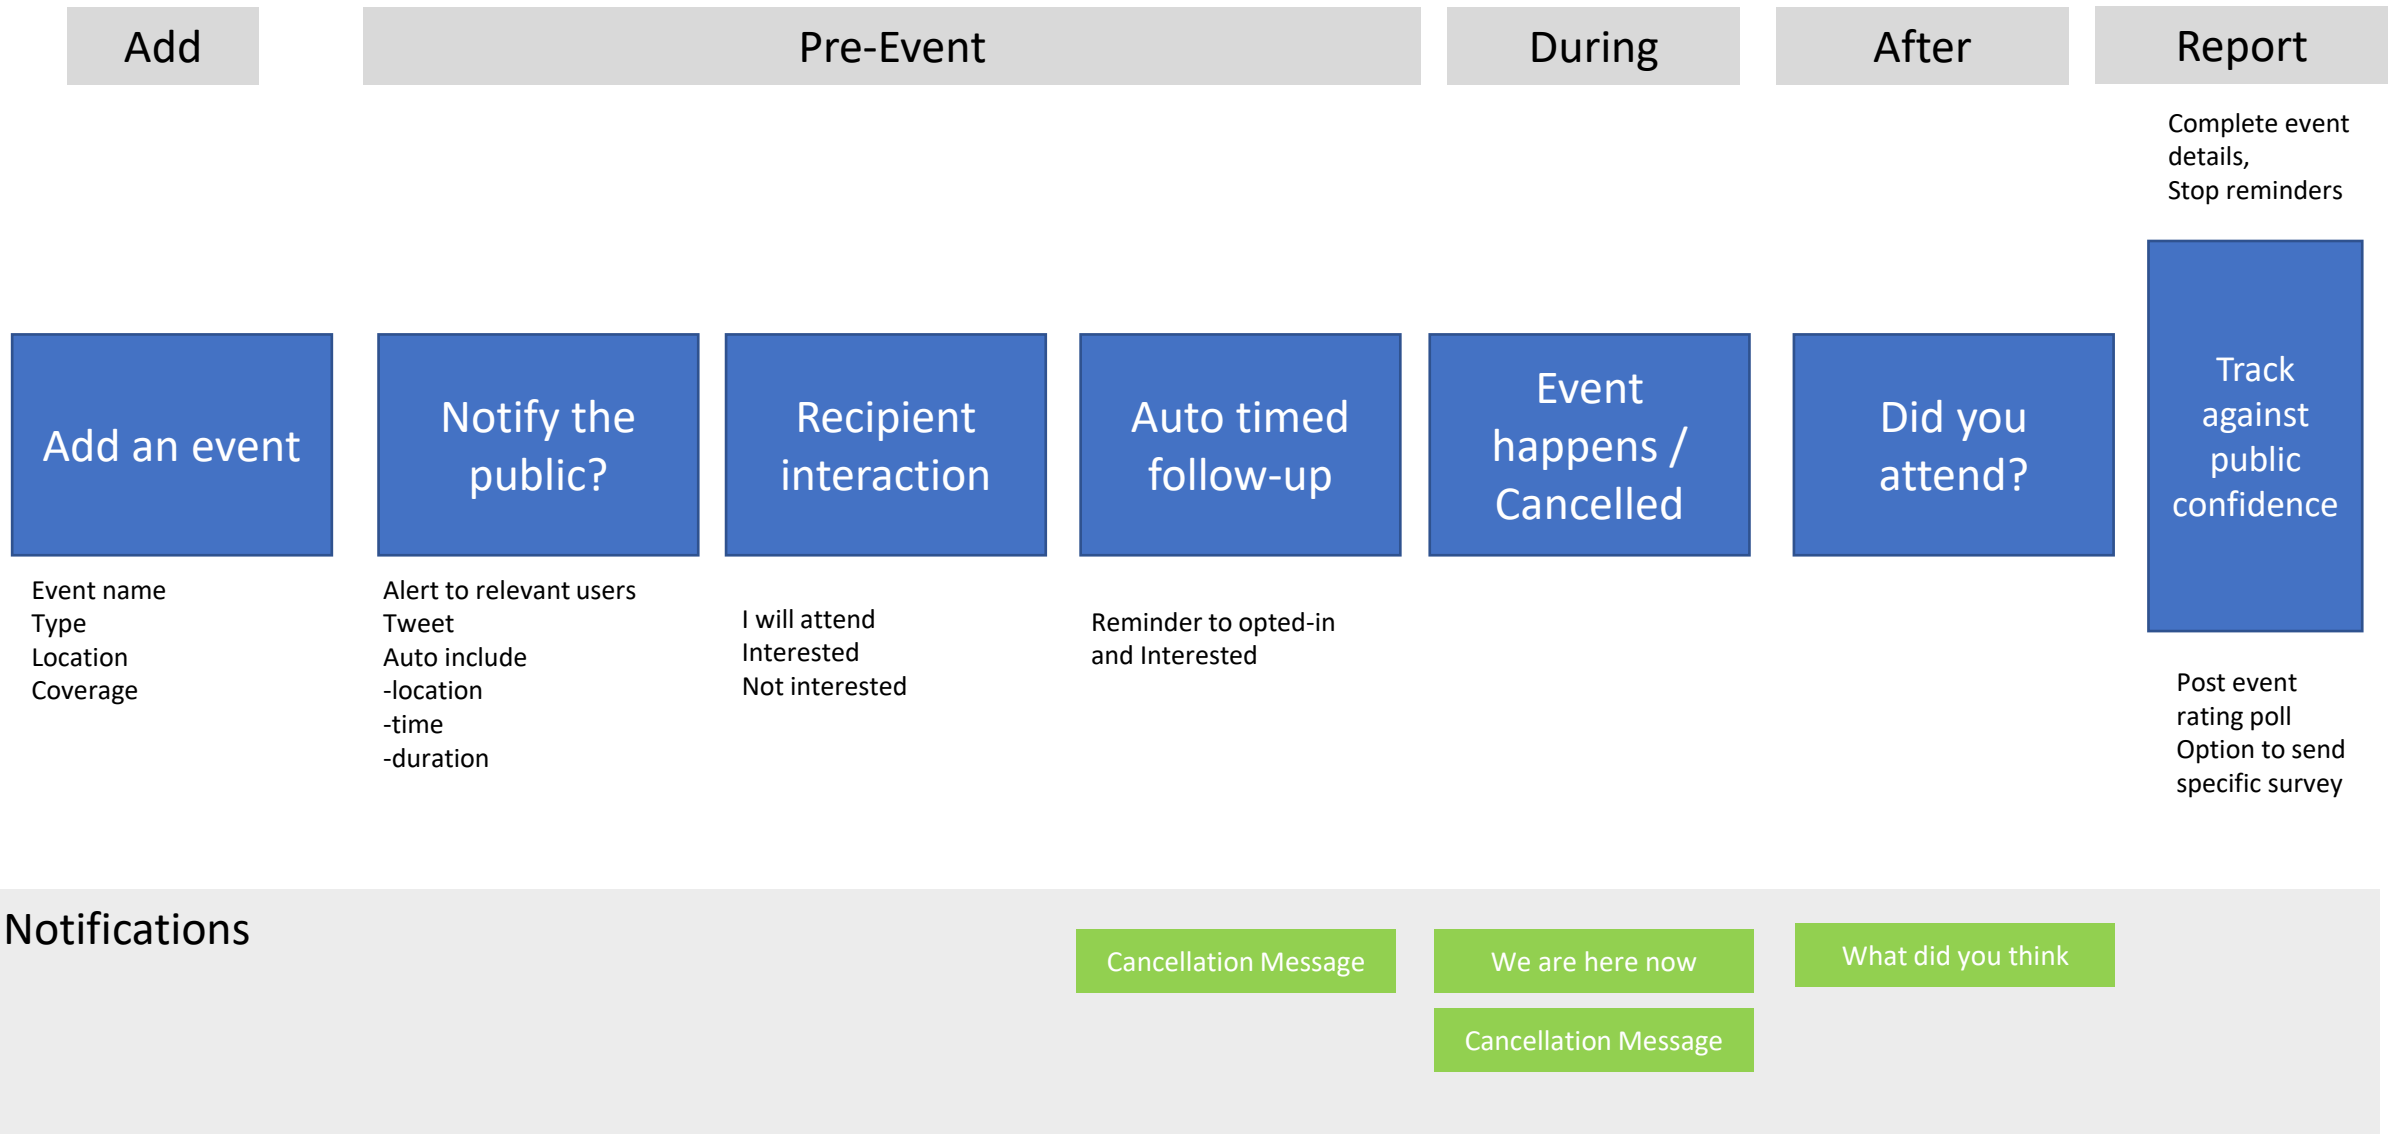 Add
Pre-Event
During
After
Report
Complete event
details,
Stop reminders
Add an event
Notify the
public?
Recipient
interaction
Auto timed
follow-up
Event
happens /
Cancelled
Did you
attend?
Track
against
public
confidence
Event name
Type
Location
Coverage
Alert to relevant users
Tweet
Auto include
-location
-time
-duration
I will attend
Interested
Not interested
Reminder to opted-in
and Interested
Post event
rating poll
Option to send
specific survey
Notifications
Cancellation Message
We are here now
What did you think
Cancellation Message